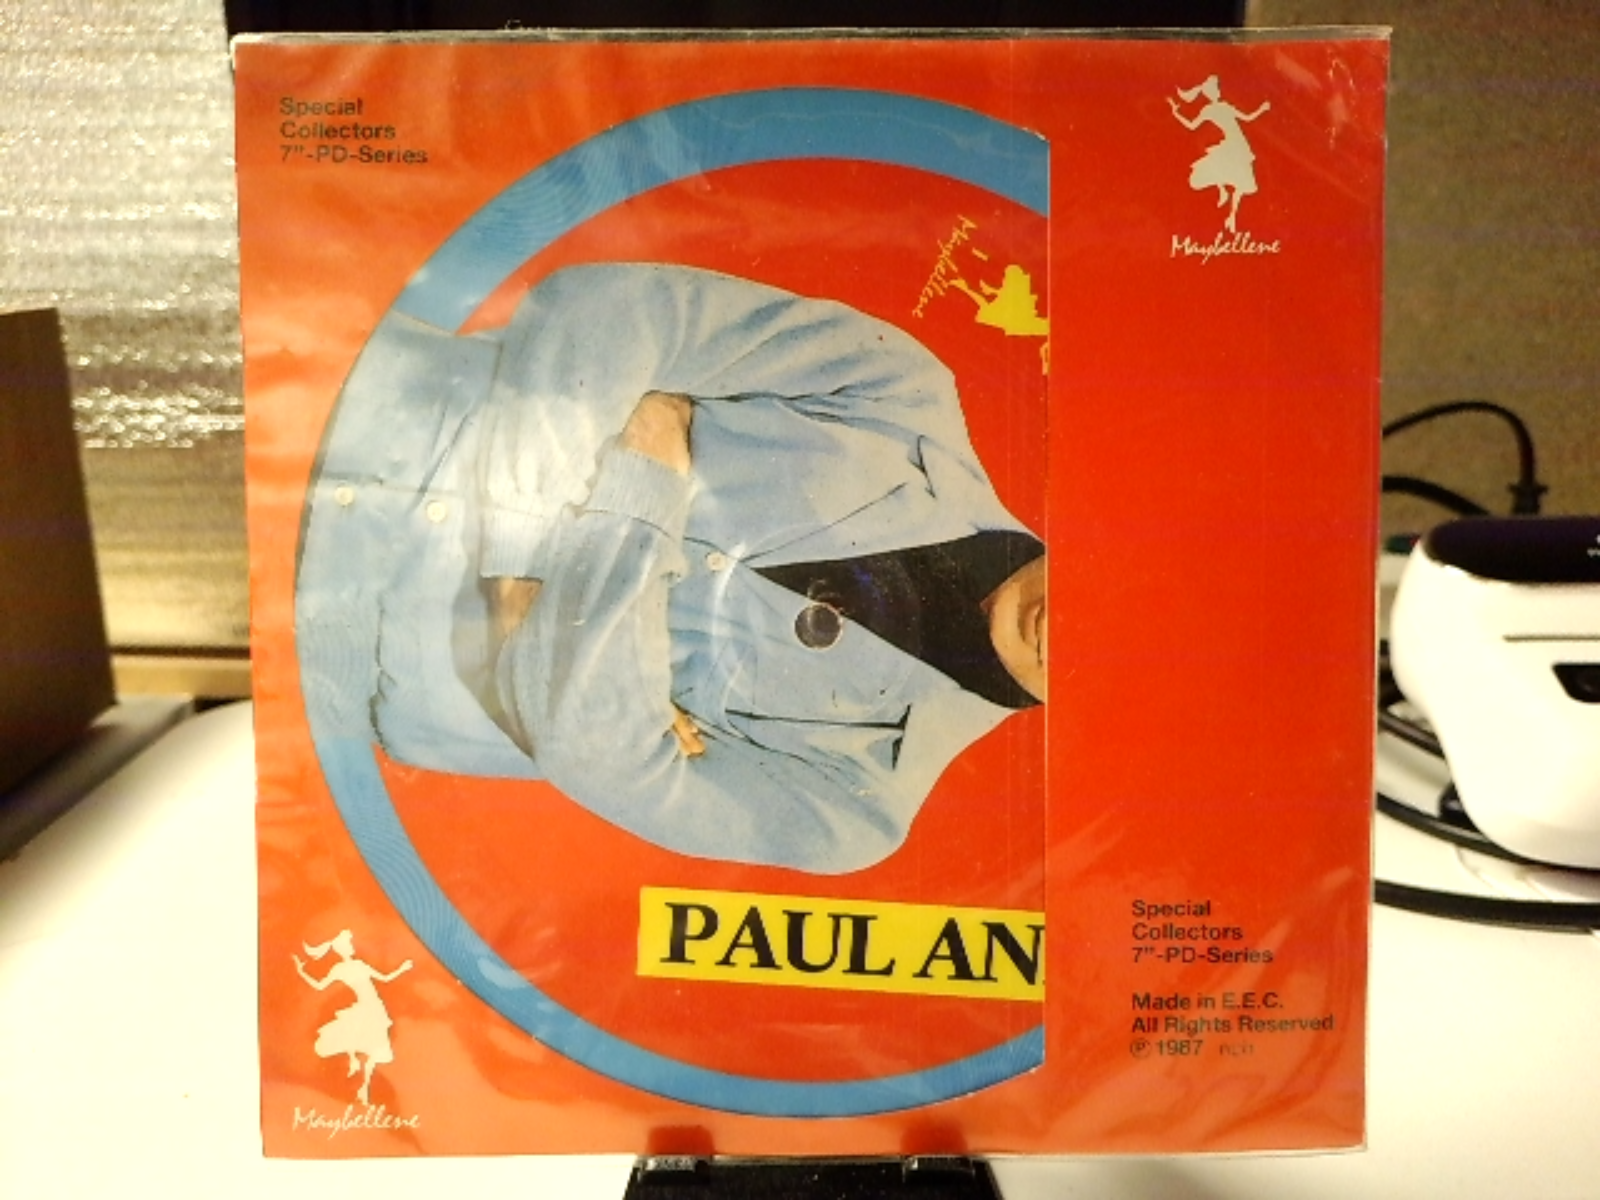 Special
Collectors
7"-PD-Series
Maybellene
Maybellene
PAUL AN
Special
Collectors
7"-PD-Series
Made in E.E.C.
All Rights Reserved
℗ 1987
Maybellene